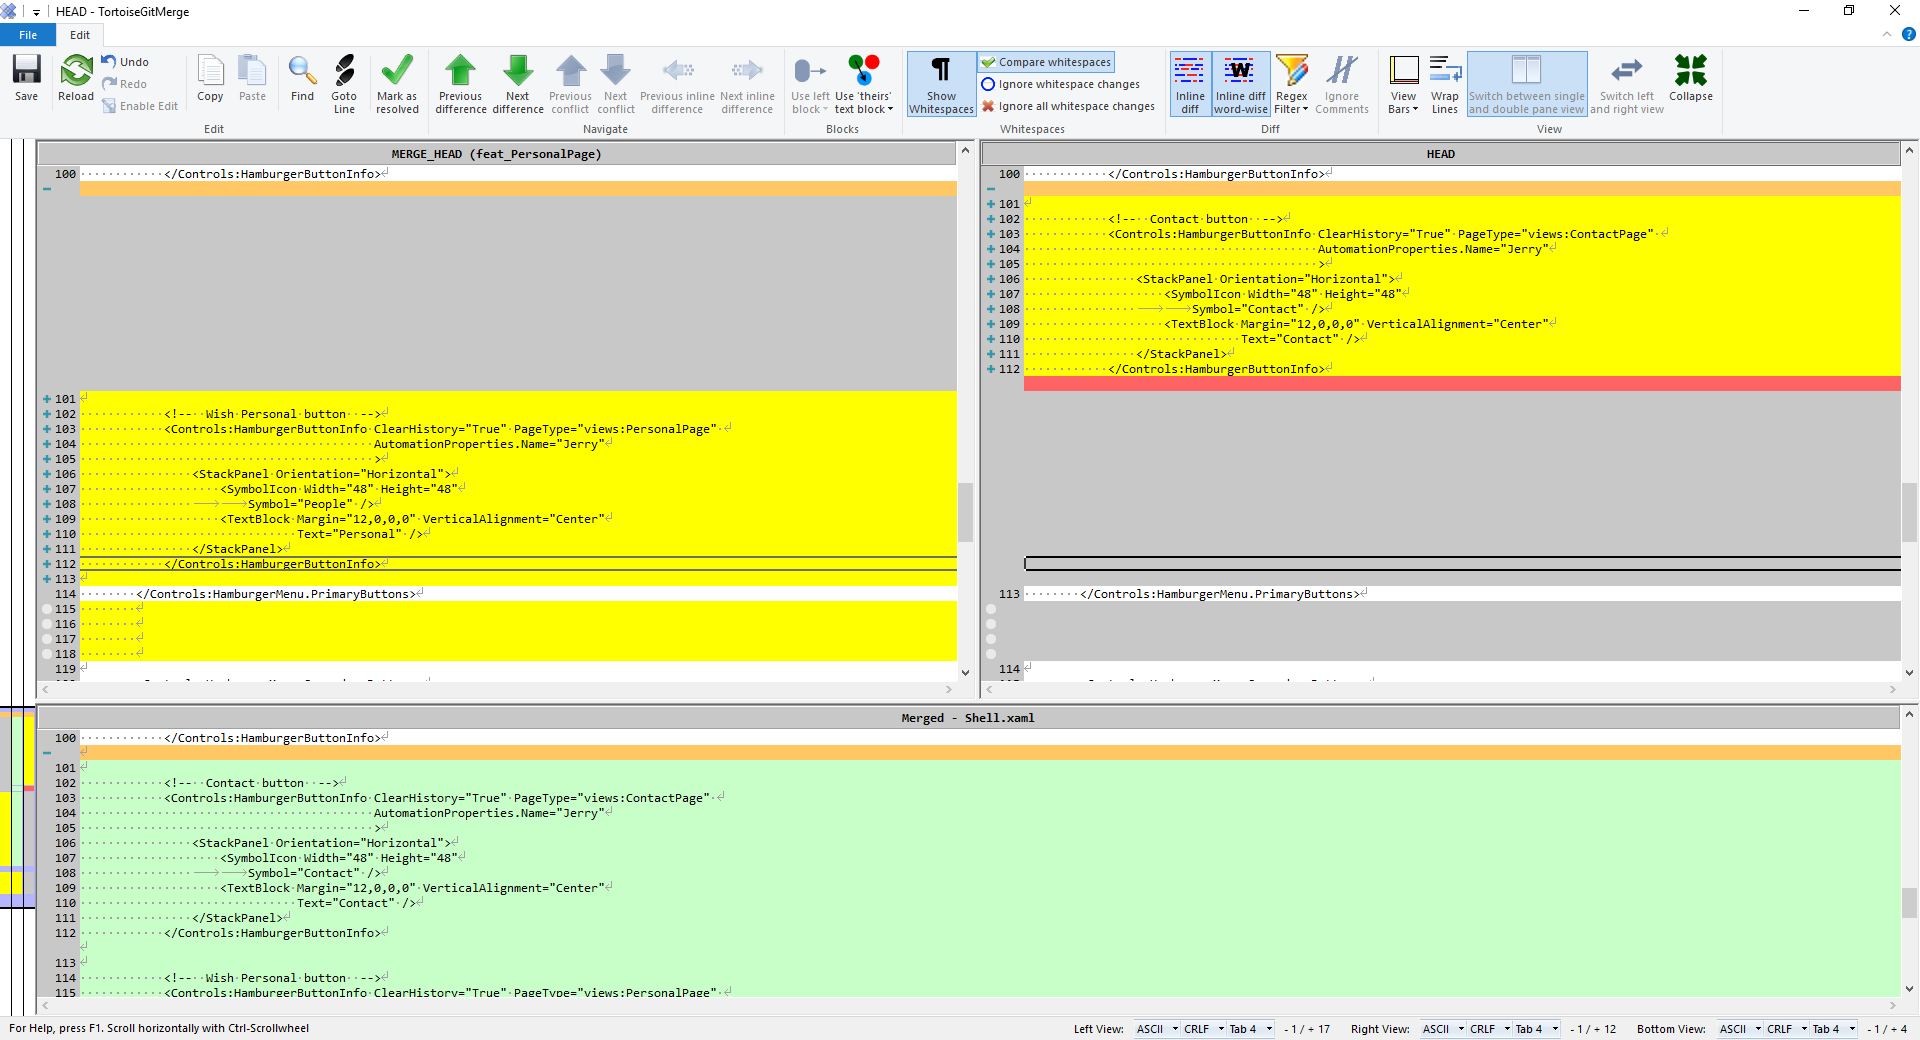 HEAD - TortoiseGitMerge
File Edit
Save
Reload
Undo
Redo
Enable Edit
Copy
Paste
Find
Goto Line
Mark as resolved
Previous difference
Next difference
Previous conflict
Next conflict
Previous inline difference
Next inline difference
Use left block
Use 'theirs' text block
Show Whitespaces
Compare whitespaces
Ignore whitespace changes
Ignore all whitespace changes
Inline diff
Inline diff word-wise
Regex Filter
Ignore Comments
View Bars
Wrap Lines
Switch between single and double pane view
Switch left and right view
Collapse
Edit
Navigate
Blocks
Whitespaces
Diff
View
MERGE_HEAD (feat_PersonalPage)
100 </Controls:HamburgerButtonInfo>
101
102 <!-- Wish Personal button -->
103 <Controls:HamburgerButtonInfo ClearHistory="True" PageType="views:PersonalPage"
104 AutomationProperties.Name="Jerry"
105 >
106 <StackPanel Orientation="Horizontal">
107 <SymbolIcon Width="48" Height="48"
108 Symbol="People" />
109 <TextBlock Margin="12,0,0,0" VerticalAlignment="Center"
110 Text="Personal" />
111 </StackPanel>
112 </Controls:HamburgerButtonInfo>
113
114 </Controls:HamburgerMenu.PrimaryButtons>
115
116
117
118
119
HEAD
100 </Controls:HamburgerButtonInfo>
101
102 <!-- Contact button -->
103 <Controls:HamburgerButtonInfo ClearHistory="True" PageType="views:ContactPage"
104 AutomationProperties.Name="Jerry"
105 >
106 <StackPanel Orientation="Horizontal">
107 <SymbolIcon Width="48" Height="48"
108 Symbol="Contact" />
109 <TextBlock Margin="12,0,0,0" VerticalAlignment="Center"
110 Text="Contact" />
111 </StackPanel>
112 </Controls:HamburgerButtonInfo>
113 </Controls:HamburgerMenu.PrimaryButtons>
114
Merged - Shell.xaml
100 </Controls:HamburgerButtonInfo>
101
102 <!-- Contact button -->
103 <Controls:HamburgerButtonInfo ClearHistory="True" PageType="views:ContactPage"
104 AutomationProperties.Name="Jerry"
105 >
106 <StackPanel Orientation="Horizontal">
107 <SymbolIcon Width="48" Height="48"
108 Symbol="Contact" />
109 <TextBlock Margin="12,0,0,0" VerticalAlignment="Center"
110 Text="Contact" />
111 </StackPanel>
112 </Controls:HamburgerButtonInfo>
113
114 <!-- Wish Personal button -->
115 <Controls:HamburgerButtonInfo ClearHistory="True" PageType="views:PersonalPage"
For Help, press F1. Scroll horizontally with Ctrl-Scrollwheel Left View: ASCII CRLF Tab 4 - 1 / + 17 Right View: ASCII CRLF Tab 4 - 1 / + 12 Bottom View: ASCII CRLF Tab 4 - 1 / + 4